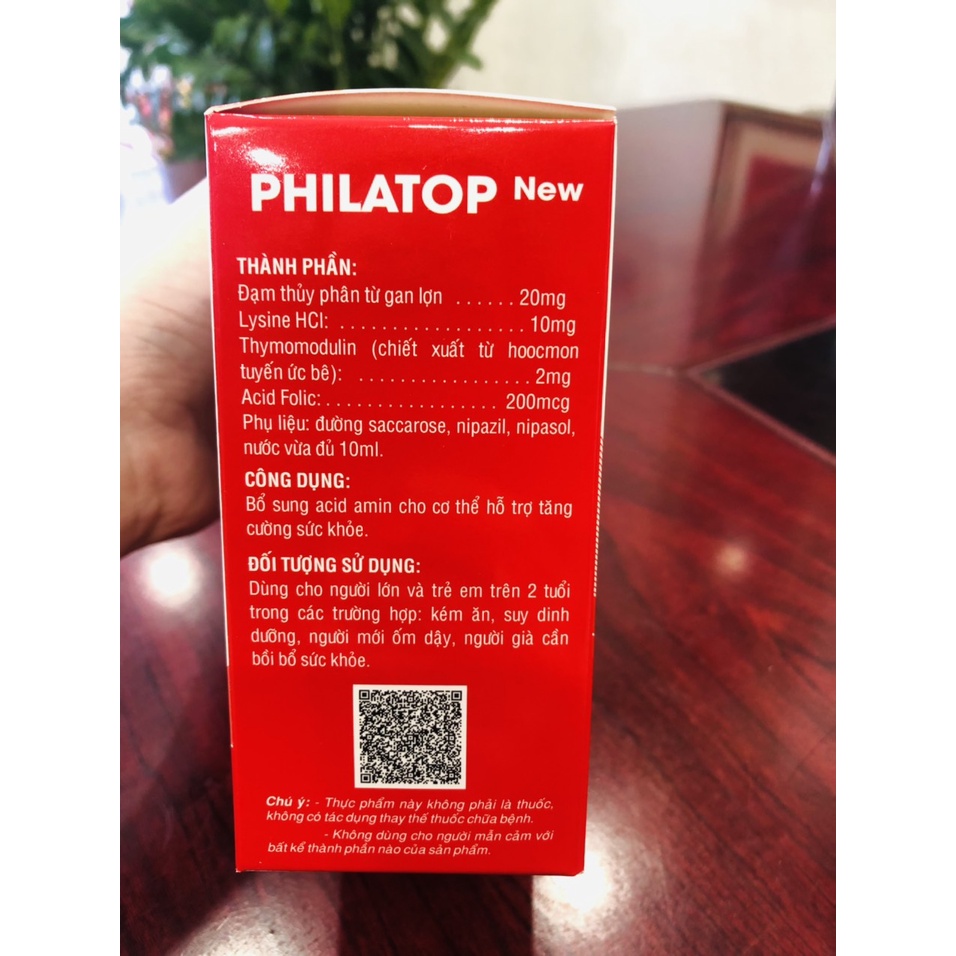 PHILATOP New
THÀNH PHẦN:
Đạm thủy phân từ gan lợn ...... 20mg
Lysine HCl: .................. 10mg
Thymomodulin (chiết xuất từ hoocmon
tuyến ức bê): ................. 2mg
Acid Folic:................. 200mcg
Phụ liệu: đường saccarose, nipazil, nipasol,
nước vừa đủ 10ml.
CÔNG DỤNG:
Bổ sung acid amin cho cơ thể hỗ trợ tăng
cường sức khỏe.
ĐỐI TƯỢNG SỬ DỤNG:
Dùng cho người lớn và trẻ em trên 2 tuổi
trong các trường hợp: kém ăn, suy dinh
dưỡng, người mới ốm dậy, người già cần
bồi bổ sức khỏe.
Chú ý: - Thực phẩm này không phải là thuốc,
không có tác dụng thay thế thuốc chữa bệnh.
- Không dùng cho người mẫn cảm với
bất kể thành phần nào của sản phẩm.